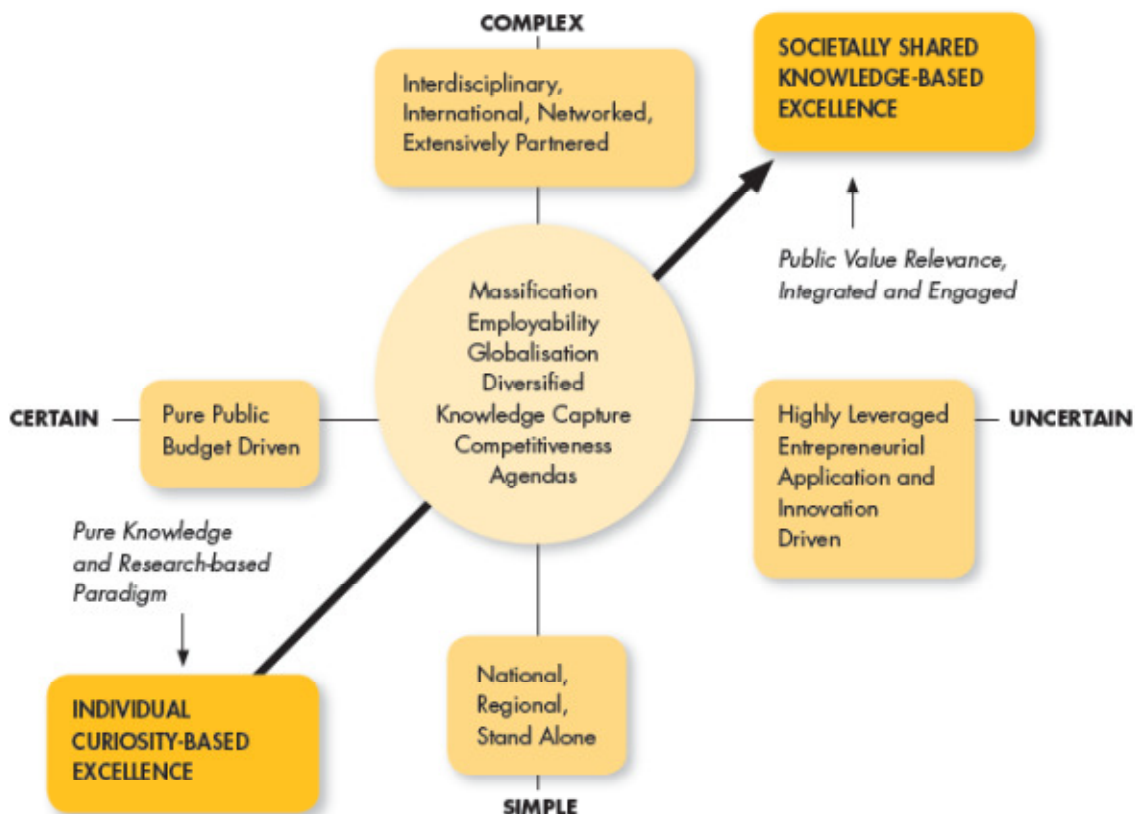 COMPLEX
Interdisciplinary,
International, Networked,
Extensively Partnered
SOCIETALLY SHARED
KNOWLEDGE-BASED
EXCELLENCE
Public Value Relevance,
Integrated and Engaged
Massification
Employability
Globalisation
Diversified
Knowledge Capture
Competitiveness
Agendas
CERTAIN
Pure Public
Budget Driven
Highly Leveraged
Entrepreneurial
Application and
Innovation
Driven
UNCERTAIN
Pure Knowledge
and Research-based
Paradigm
INDIVIDUAL
CURIOSITY-BASED
EXCELLENCE
National,
Regional,
Stand Alone
SIMPLE